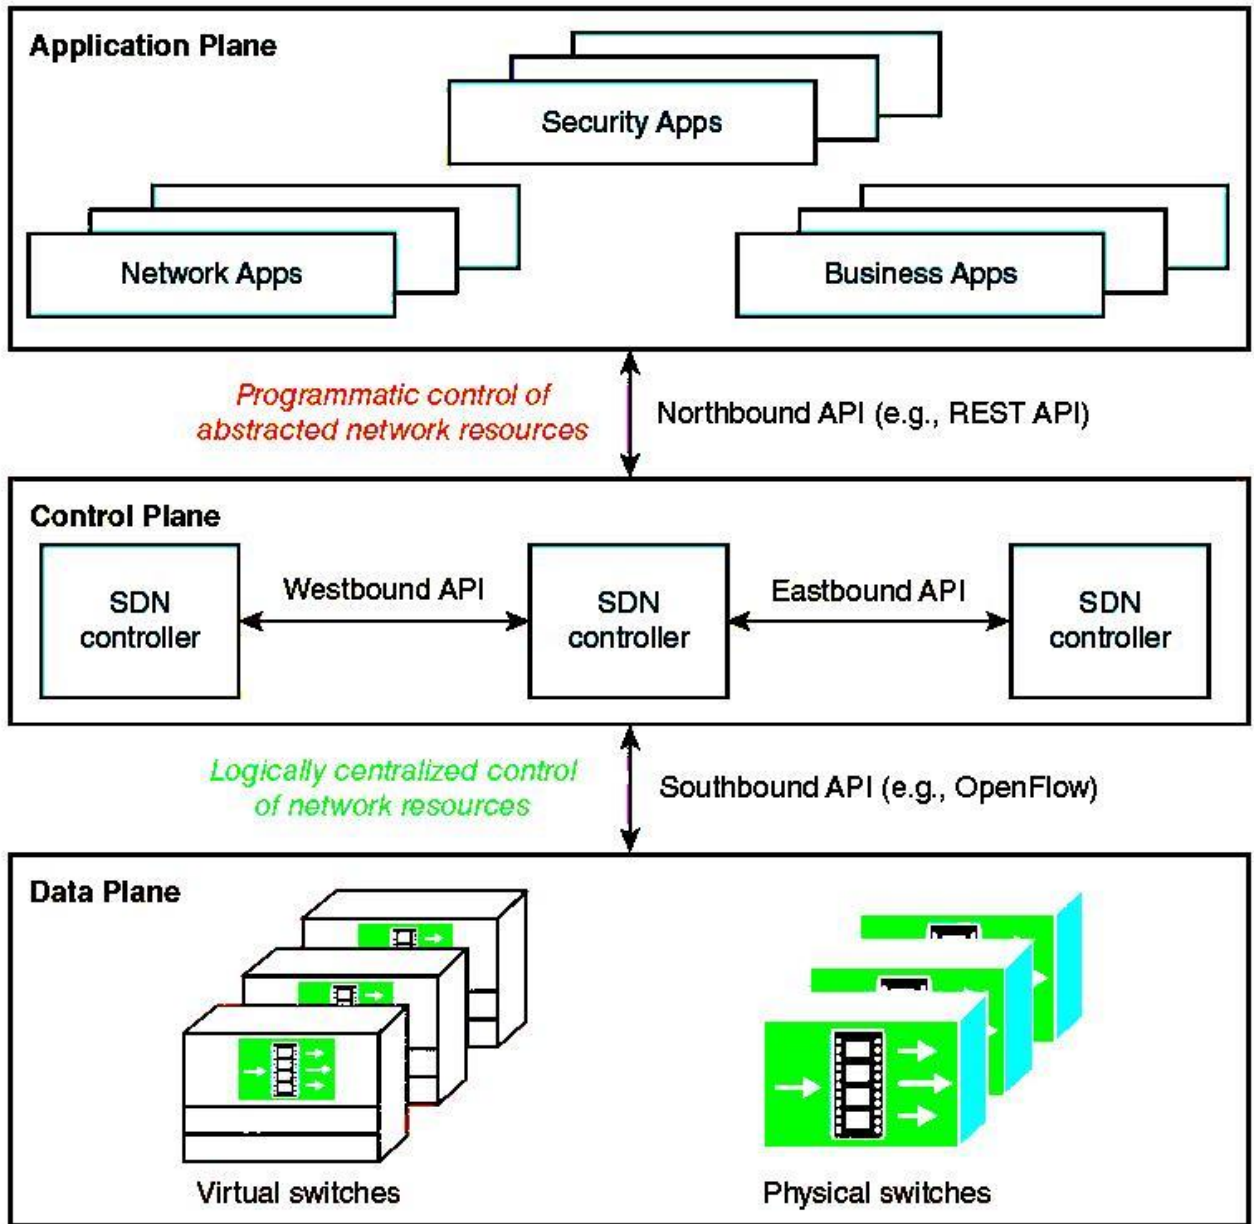 Application Plane
Security Apps
Network Apps
Business Apps
Programmatic control of
abstracted network resources
Northbound API (e.g., REST API)
Control Plane
SDN
controller
Westbound API
SDN
controller
Eastbound API
SDN
controller
Logically centralized control
of network resources
Southbound API (e.g., OpenFlow)
Data Plane
Virtual switches
Physical switches